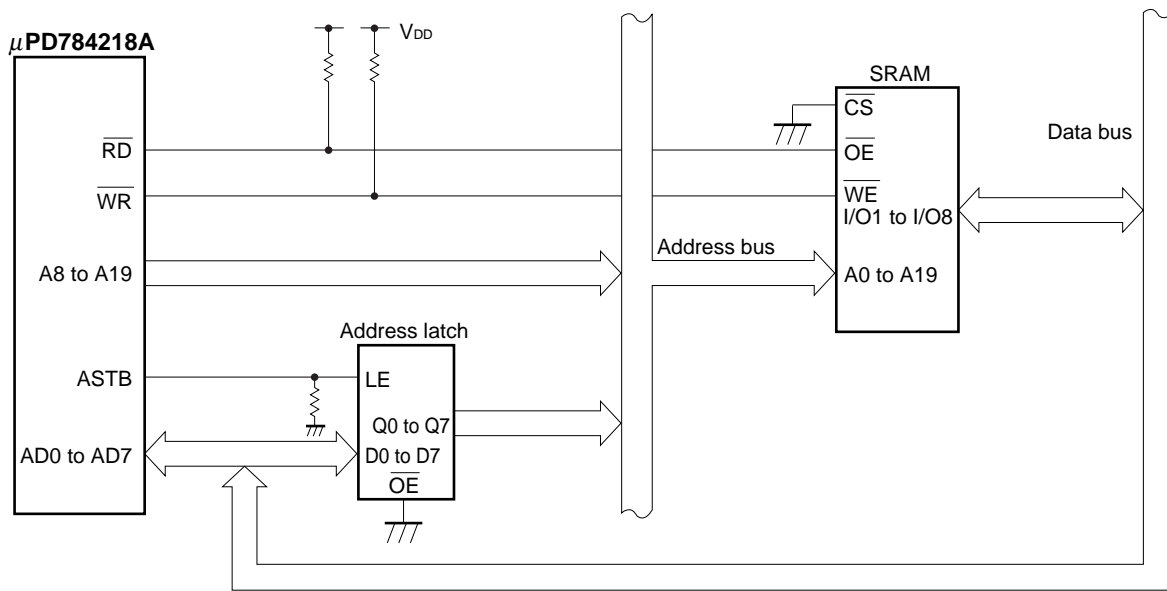 μPD784218A
VDD
SRAM
CS
RD
OE
Data bus
WR
WE
I/O1 to I/O8
Address bus
A8 to A19
A0 to A19
Address latch
ASTB
LE
Q0 to Q7
AD0 to AD7
D0 to D7
OE